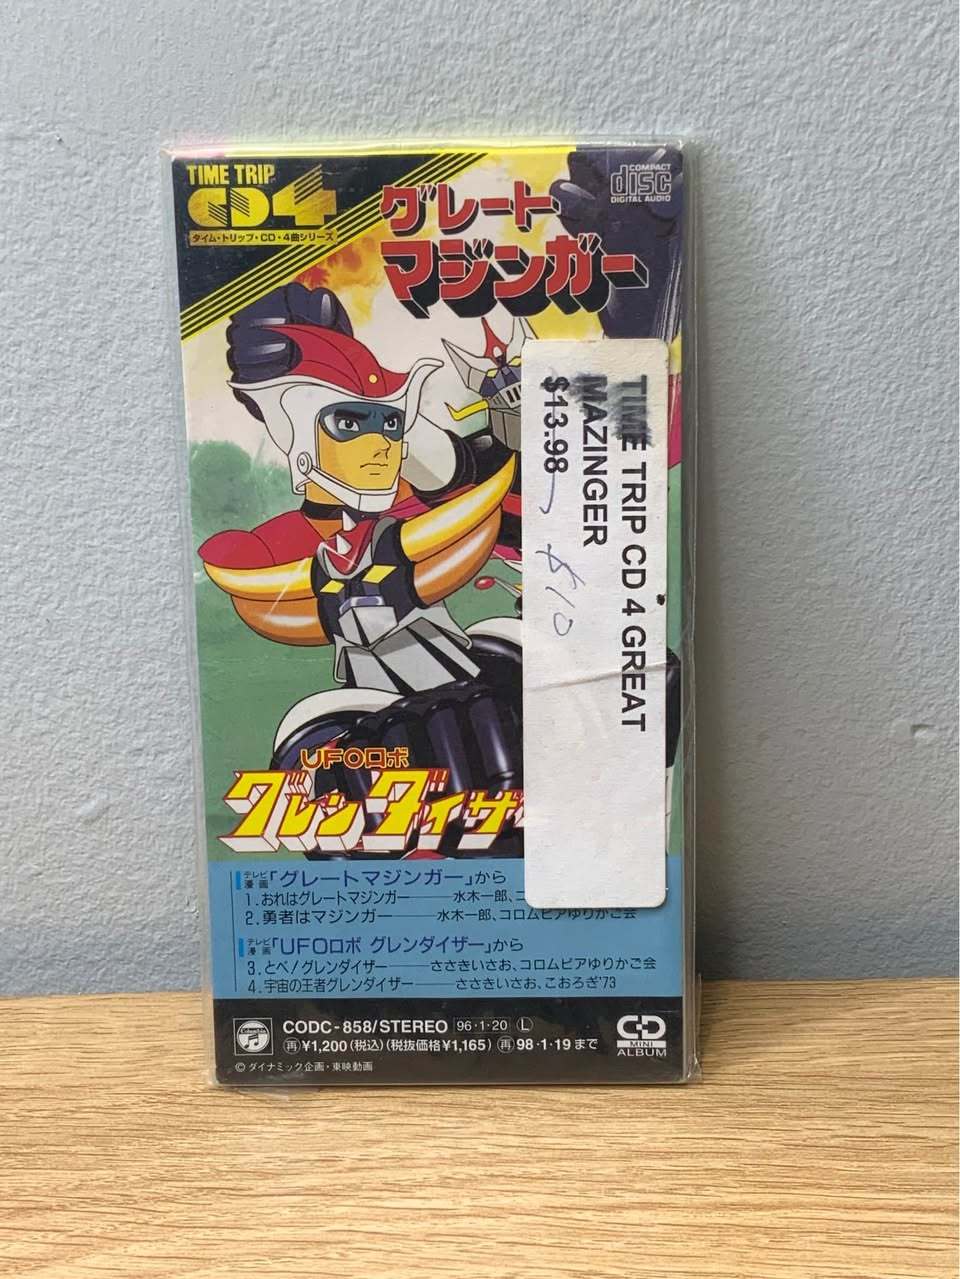 TIME TRIP
CD4
タイム・トリップ・CD・4曲シリーズ
COMPACT
disc
DIGITAL AUDIO
グレート
マジンガー
TIME TRIP CD 4 GREAT
MAZINGER
$13.98
$10
UFOロボ
グレンダイザー
テレビ漫画「グレートマジンガー」から
1.おれはグレートマジンガー──水木一郎、コ
2.勇者はマジンガー──水木一郎、コロムビアゆりかご会
テレビ漫画「UFOロボ グレンダイザー」から
3.とべ!グレンダイザー──ささきいさお、コロムビアゆりかご会
4.宇宙の王者グレンダイザー──ささきいさお、こおろぎ'73
Columbia
CODC-858/STEREO 96・1・20 Ⓛ
再¥1,200(税込)(税抜価格¥1,165) 再98・1・19まで
©ダイナミック企画・東映動画
CD
MINI
ALBUM